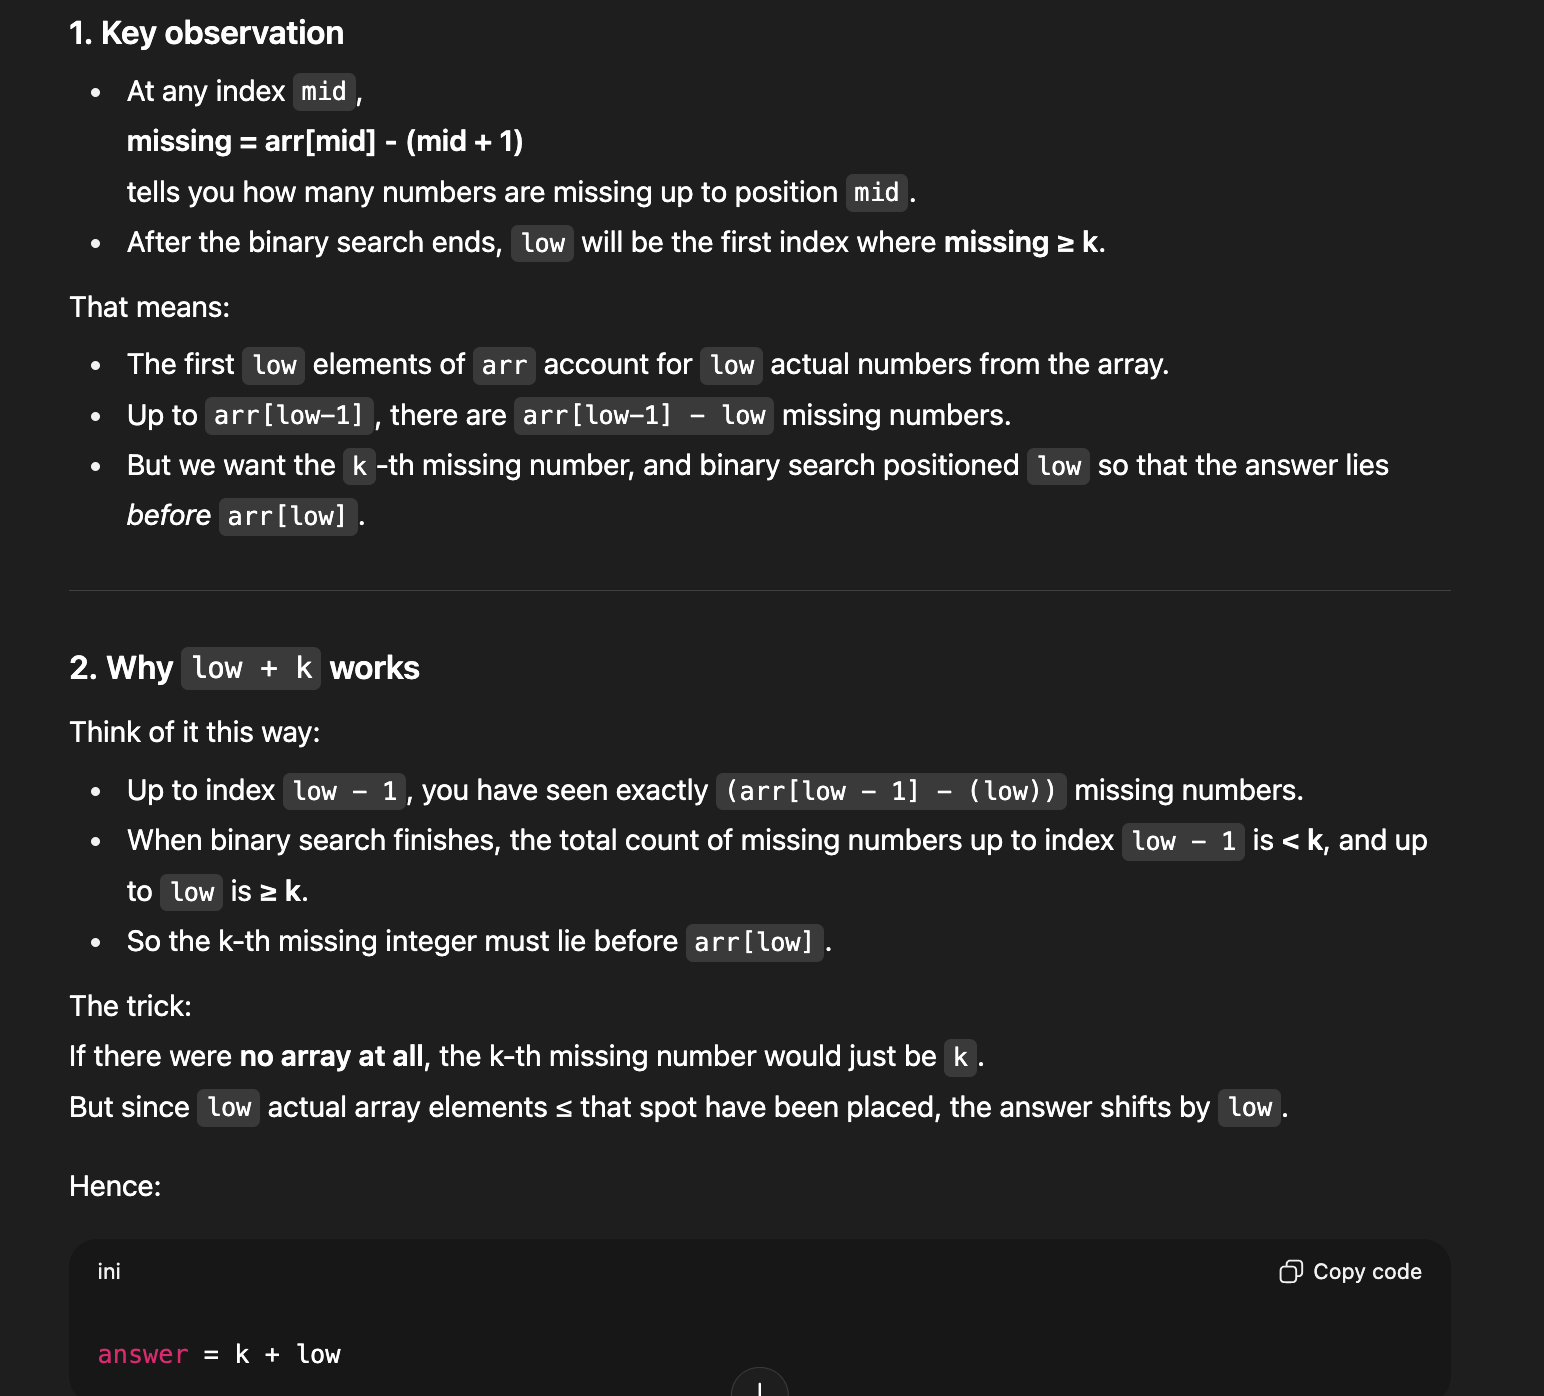 1. Key observation
• At any index mid,
missing = arr[mid] - (mid + 1)
tells you how many numbers are missing up to position mid.
• After the binary search ends, low will be the first index where missing ≥ k.
That means:
• The first low elements of arr account for low actual numbers from the array.
• Up to arr[low-1], there are arr[low-1] - low missing numbers.
• But we want the k-th missing number, and binary search positioned low so that the answer lies
before arr[low].
2. Why low + k works
Think of it this way:
• Up to index low - 1, you have seen exactly (arr[low - 1] - (low)) missing numbers.
• When binary search finishes, the total count of missing numbers up to index low - 1 is < k, and up
to low is ≥ k.
• So the k-th missing integer must lie before arr[low].
The trick:
If there were no array at all, the k-th missing number would just be k.
But since low actual array elements ≤ that spot have been placed, the answer shifts by low.
Hence:
ini
Copy code
answer = k + low